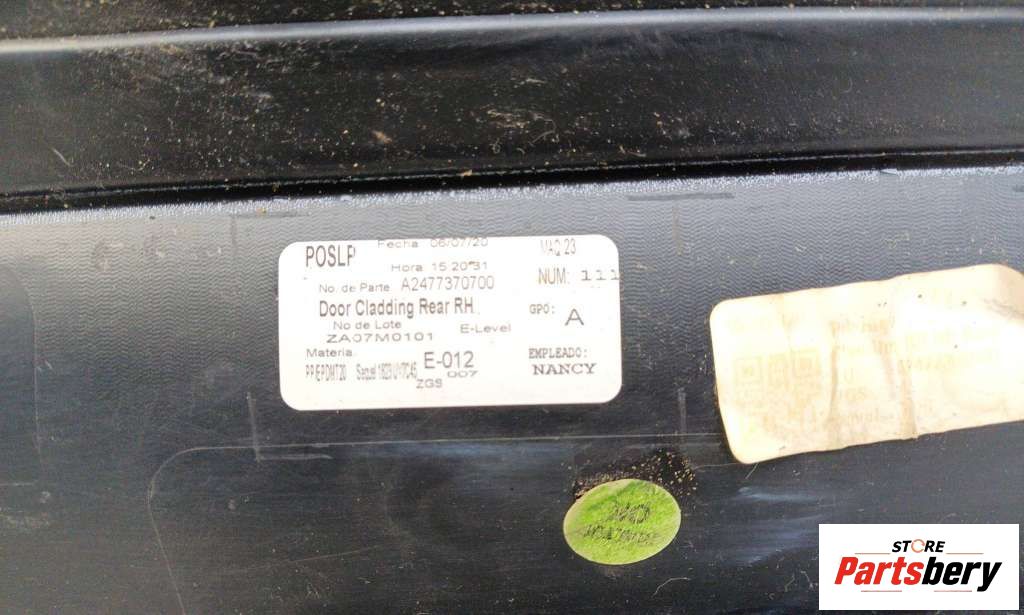 POSLP
Fecha: 06/07/20
MAQ 23
Hora 15:20:31
NUM: 111
No. de Parte A2477370700
Door Cladding Rear RH
GPO: A
No de Lote
E-Level
ZA07M0101
Material
E-012
EMPLEADO:
007
NANCY
ZGS
STORE
Partsbery